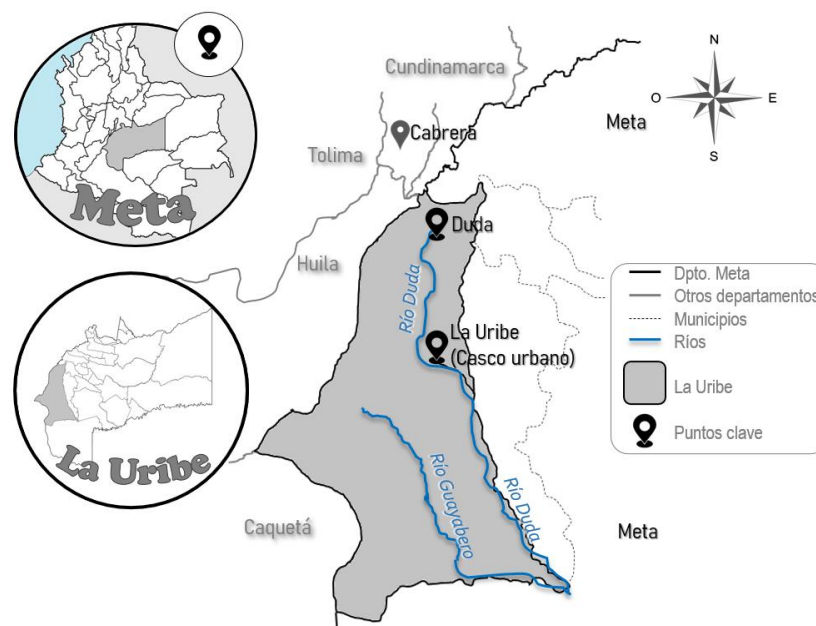 Meta
La Uribe
Cundinamarca
Cabrera
Tolima
Huila
Caquetá
Meta
Meta
Duda
Río Duda
La Uribe
(Casco urbano)
Río Guayabero
Río Duda
N
O
E
S
Dpto. Meta
Otros departamentos
Municipios
Ríos
La Uribe
Puntos clave